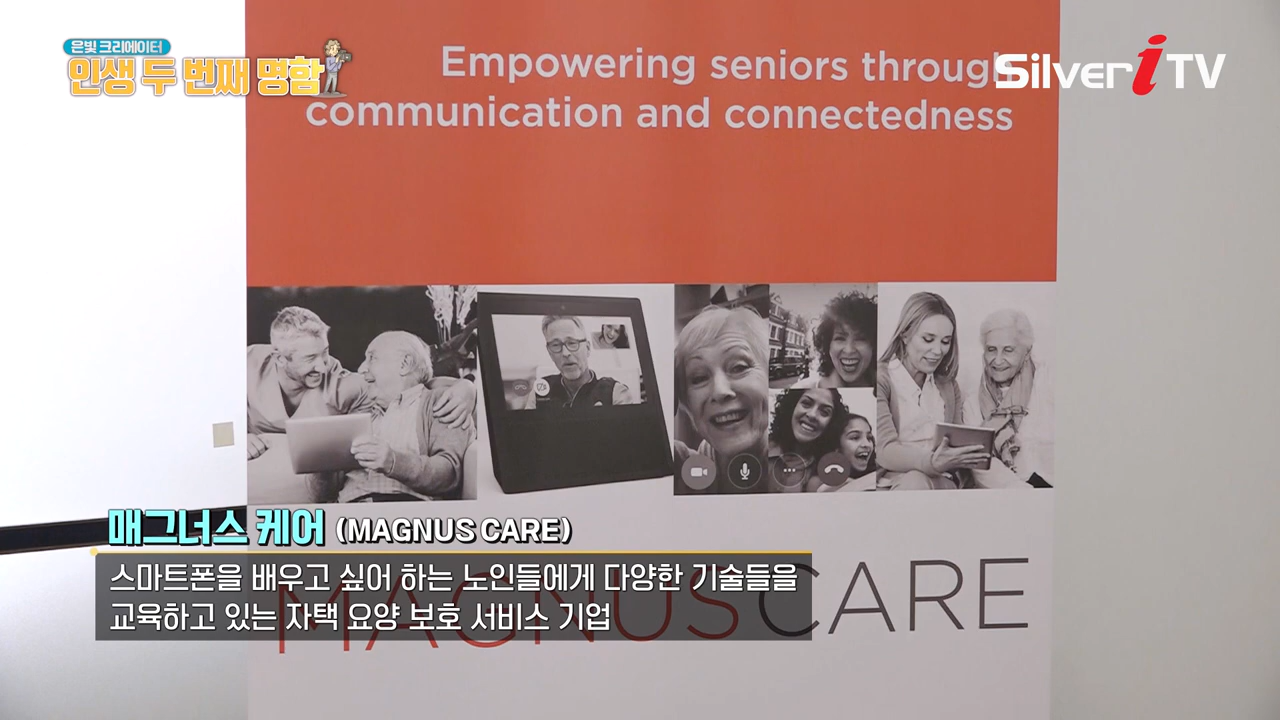 은빛 크리에이터
인생 두 번째 명함
Silver i TV
Empowering seniors through
communication and connectedness
매그너스 케어 (MAGNUS CARE)
스마트폰을 배우고 싶어 하는 노인들에게 다양한 기술들을
교육하고 있는 자택 요양 보호 서비스 기업
MAGNUSCARE